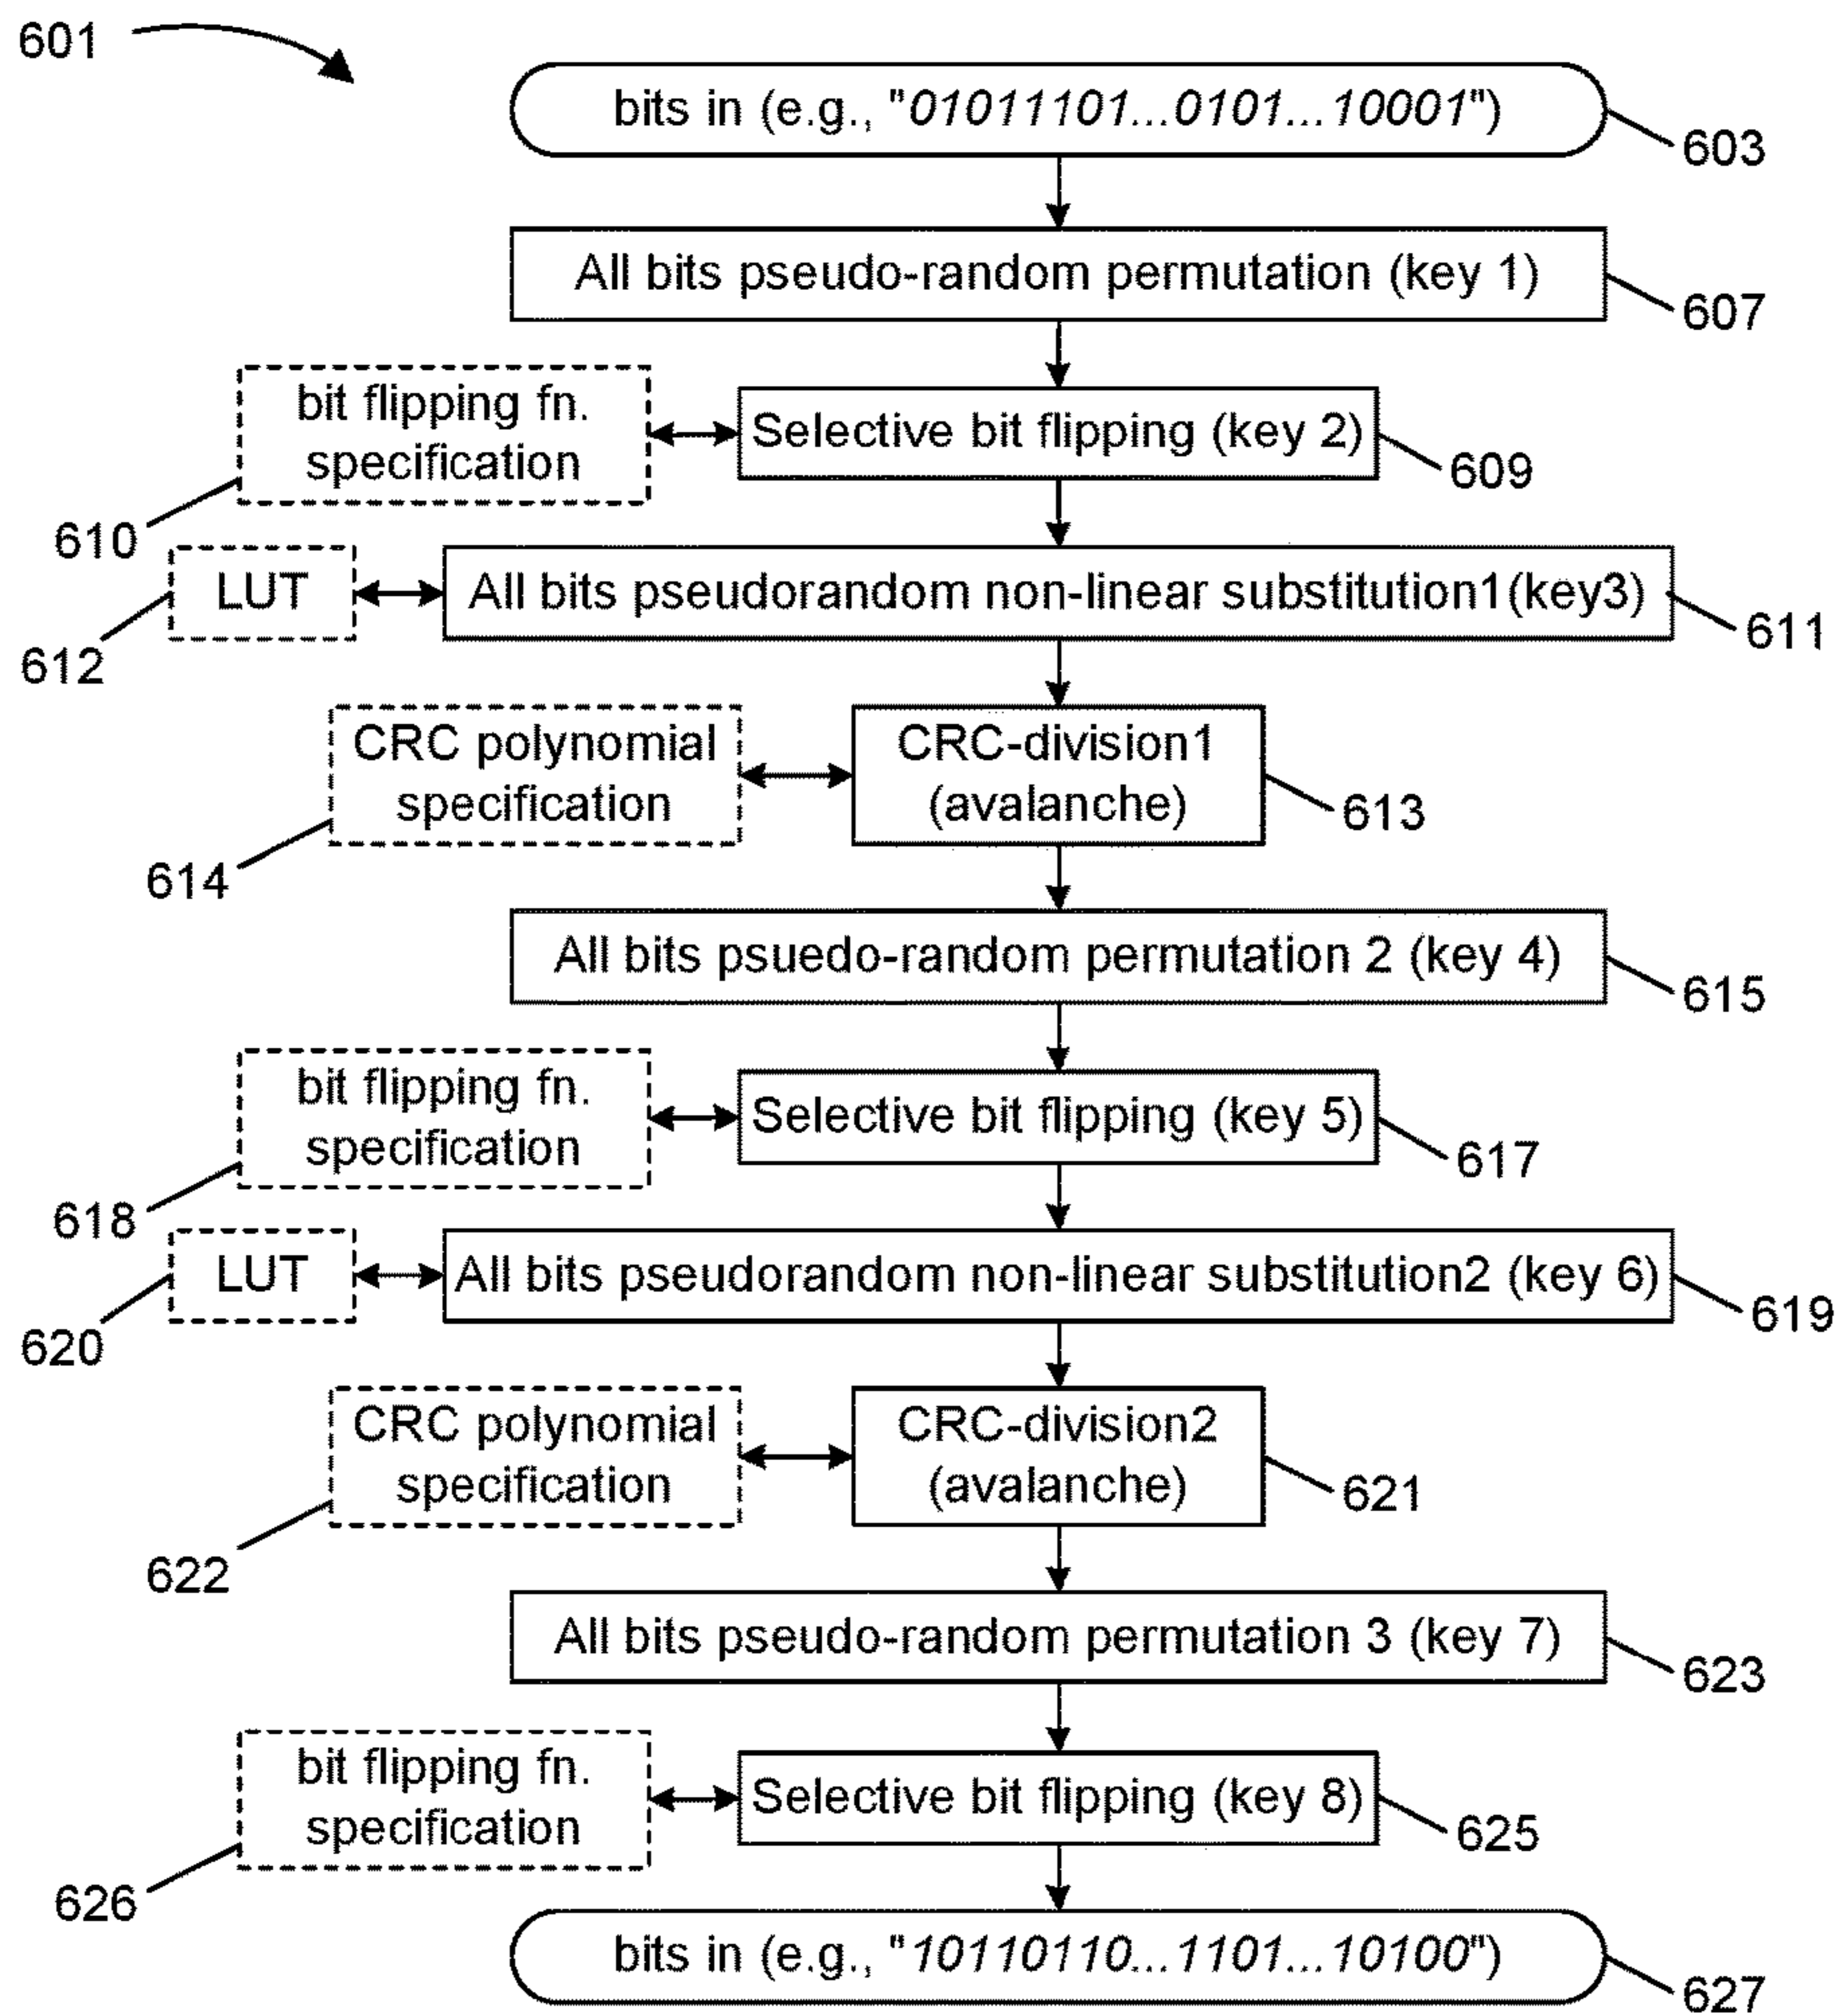 601
bits in (e.g., "01011101...0101...10001")
603
All bits pseudo-random permutation (key 1)
607
bit flipping fn.
specification
610
Selective bit flipping (key 2)
609
LUT
612
All bits pseudorandom non-linear substitution1(key3)
611
CRC polynomial
specification
614
CRC-division1
(avalanche)
613
All bits psuedo-random permutation 2 (key 4)
615
bit flipping fn.
specification
618
Selective bit flipping (key 5)
617
LUT
620
All bits pseudorandom non-linear substitution2 (key 6)
619
CRC polynomial
specification
622
CRC-division2
(avalanche)
621
All bits pseudo-random permutation 3 (key 7)
623
bit flipping fn.
specification
626
Selective bit flipping (key 8)
625
bits in (e.g., "10110110...1101...10100")
627